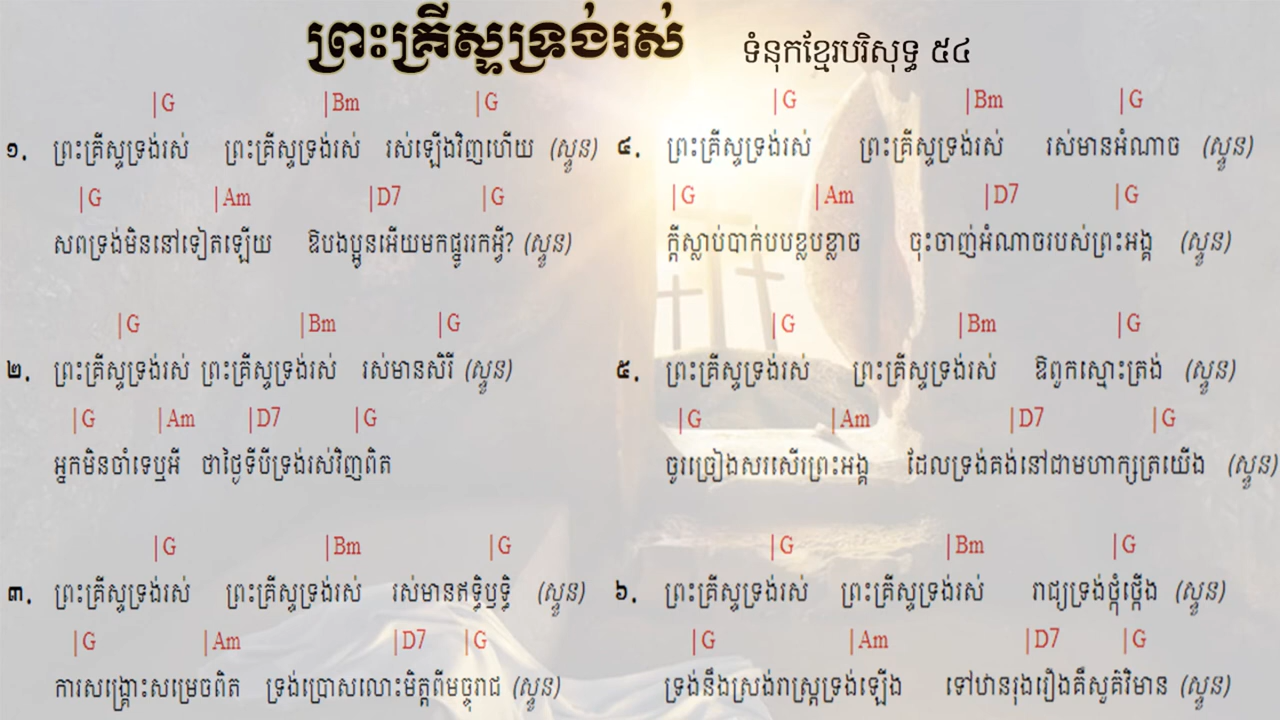 ព្រះគ្រីស្ទទ្រង់រស់ ទំនុកខ្មែរបរិសុទ្ធ ៥៤
|G |Bm |G
១. ព្រះគ្រីស្ទទ្រង់រស់ ព្រះគ្រីស្ទទ្រង់រស់ រស់ឡើងវិញហើយ (ស្ទូន)
|G |Am |D7 |G
សពទ្រង់មិននៅទៀតឡើយ ឱបងប្អូនអើយមកផ្នូររកអ្វី? (ស្ទូន)
|G |Bm |G
២. ព្រះគ្រីស្ទទ្រង់រស់ ព្រះគ្រីស្ទទ្រង់រស់ រស់មានសិរី (ស្ទូន)
|G |Am |D7 |G
អ្នកមិនចាំទេឬអី ថាថ្ងៃទីបីទ្រង់រស់វិញពិត
|G |Bm |G
៣. ព្រះគ្រីស្ទទ្រង់រស់ ព្រះគ្រីស្ទទ្រង់រស់ រស់មានឥទ្ធិឫទ្ធិ (ស្ទូន)
|G |Am |D7 |G
ការសង្គ្រោះសម្រេចពិត ទ្រង់ប្រោសលោះមិត្តពីមច្ចុរាជ (ស្ទូន)
|G |Bm |G
៤. ព្រះគ្រីស្ទទ្រង់រស់ ព្រះគ្រីស្ទទ្រង់រស់ រស់មានអំណាច (ស្ទូន)
|G |Am |D7 |G
ក្ដីស្លាប់បាក់បបខ្លបខ្លាច ចុះចាញ់អំណាចរបស់ព្រះអង្គ (ស្ទូន)
|G |Bm |G
៥. ព្រះគ្រីស្ទទ្រង់រស់ ព្រះគ្រីស្ទទ្រង់រស់ ឱពួកស្មោះត្រង់ (ស្ទូន)
|G |Am |D7 |G
ចូរច្រៀងសរសើរព្រះអង្គ ដែលទ្រង់គង់នៅជាមហាក្សត្រយើង (ស្ទូន)
|G |Bm |G
៦. ព្រះគ្រីស្ទទ្រង់រស់ ព្រះគ្រីស្ទទ្រង់រស់ រាជ្យទ្រង់ថ្កុំថ្កើង (ស្ទូន)
|G |Am |D7 |G
ទ្រង់នឹងស្រង់រាស្ត្រទ្រង់ឡើង ទៅឋានរុងរឿងគឺសួគ៌វិមាន (ស្ទូន)